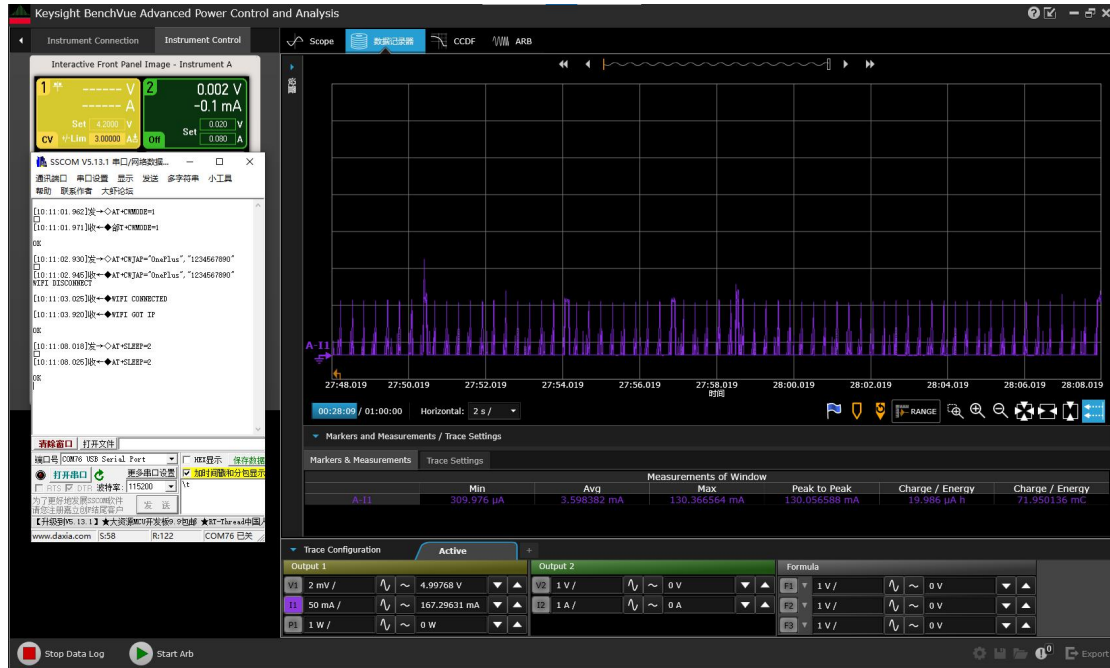 Keysight BenchVue Advanced Power Control and Analysis
Instrument Connection
Instrument Control
Scope
数据记录器
CCDF
ARB
Interactive Front Panel Image - Instrument A
1 ------ V
------ A
Set 4.2000 V
CV +/-Lim 3.00000 A
2 0.002 V
-0.1 mA
Set 0.020 V
Off 0.080 A
SSCOM V5.13.1 串口/网络数据...
通讯端口 串口设置 显示 发送 多字符串 小工具
帮助 联系作者 大虾论坛
[10:11:01.962]发→◇AT+CWMODE=1
□
[10:11:01.971]收←◆部T+CWMODE=1
OK
[10:11:02.930]发→◇AT+CWJAP="OnePlus","1234567890"
□
[10:11:02.945]收←◆AT+CWJAP="OnePlus","1234567890"
WIFI DISCONNECT
[10:11:03.025]收←◆WIFI CONNECTED
[10:11:03.920]收←◆WIFI GOT IP
OK
[10:11:08.018]发→◇AT+SLEEP=2
□
[10:11:08.025]收←◆AT+SLEEP=2
OK
清除窗口 打开文件
端口号 COM76 USB Serial Port HEX显示 保存数据
打开串口 更多串口设置 加时间戳和分包显示
RTS DTR 波特率: 115200 \t
为了更好地发展SSCOM软件
请您注册嘉立创F结尾客户 发 送
【升级到V5.13.1】★大资源MCU开发板9.9包邮 ★RT-Thread中国人
www.daxia.com S:58 R:122 COM76 已关
A-I1
27:48.019 27:50.019 27:52.019 27:54.019 27:56.019 27:58.019 28:00.019 28:02.019 28:04.019 28:06.019 28:08.019
时间
00:28:09 / 01:00:00 Horizontal: 2 s /
RANGE
Markers and Measurements / Trace Settings
Markers & Measurements Trace Settings
Measurements of Window
Min Avg Max Peak to Peak Charge / Energy Charge / Energy
A-I1 309.976 µA 3.598382 mA 130.366564 mA 130.056588 mA 19.986 µA h 71.950136 mC
Trace Configuration Active +
Output 1 Output 2 Formula
V1 2 mV / 4.99768 V V2 1 V / 0 V F1 1 V / 0 V
I1 50 mA / 167.29631 mA I2 1 A / 0 A F2 1 V / 0 V
P1 1 W / 0 W F3 1 V / 0 V
Stop Data Log Start Arb 0 Export